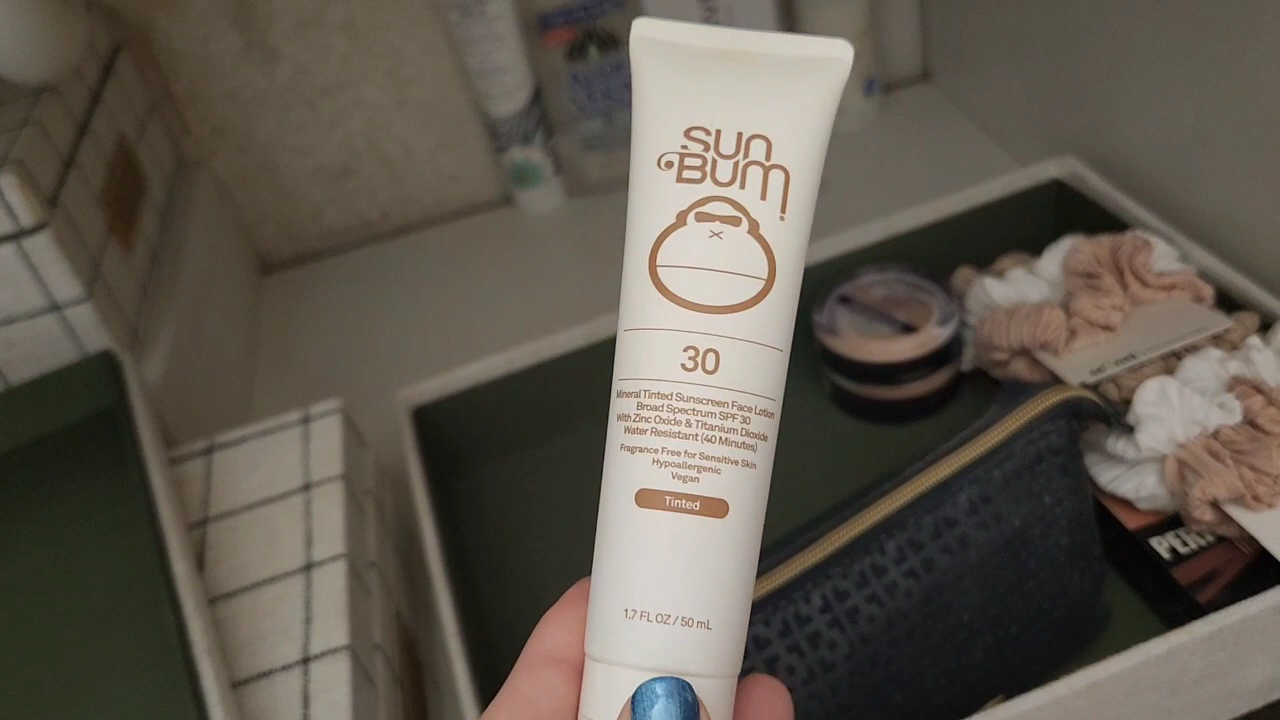 SUN
BUM
30
Mineral Tinted Sunscreen Face Lotion
Broad Spectrum SPF 30
With Zinc Oxide & Titanium Dioxide
Water Resistant (40 Minutes)
Fragrance Free for Sensitive Skin
Hypoallergenic
Vegan
Tinted
1.7 FL OZ / 50 mL